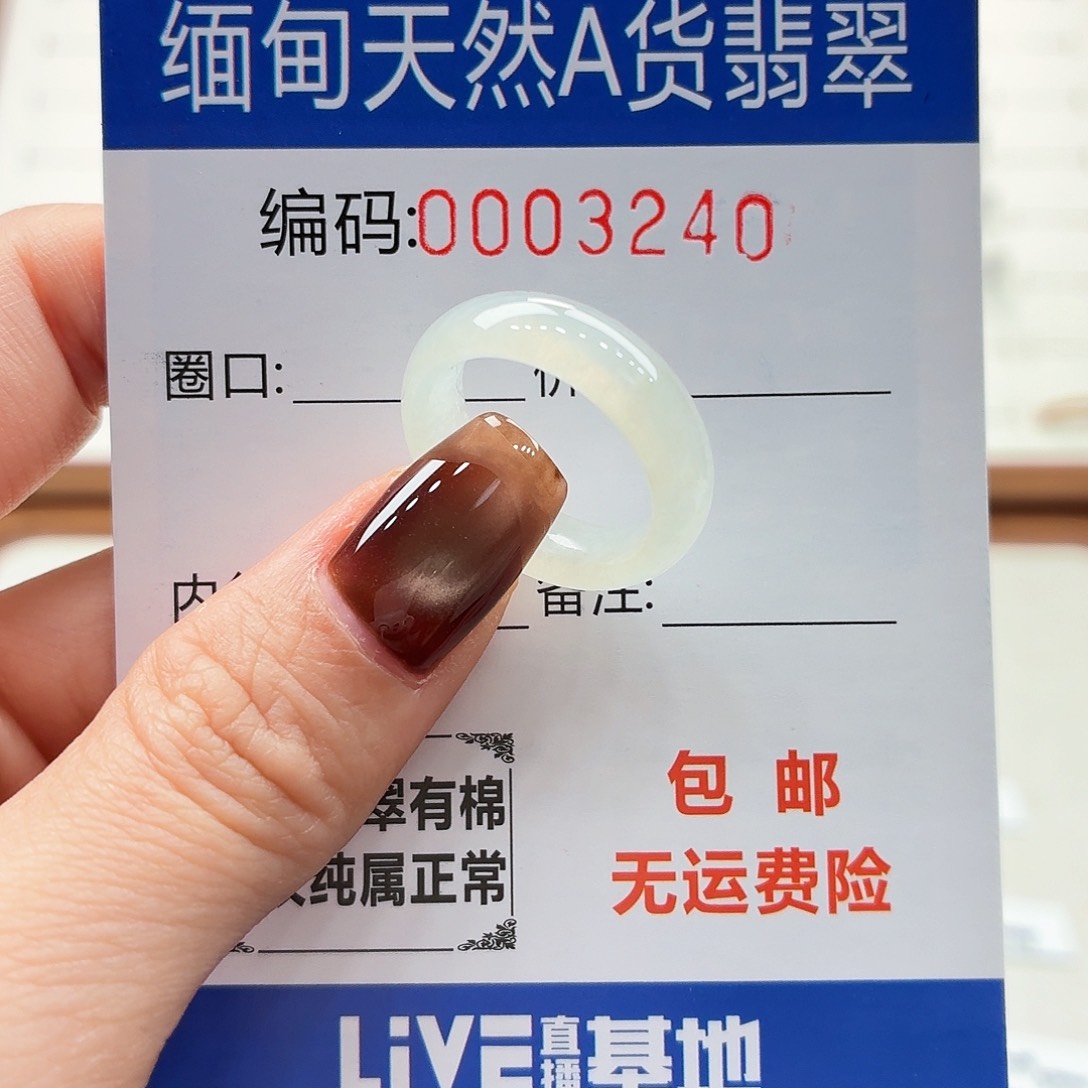 缅甸天然A货翡翠
编码:0003240
圈口:
内
备注:
翠有棉
纯属正常
包 邮
无运费险
LiVE直播基地